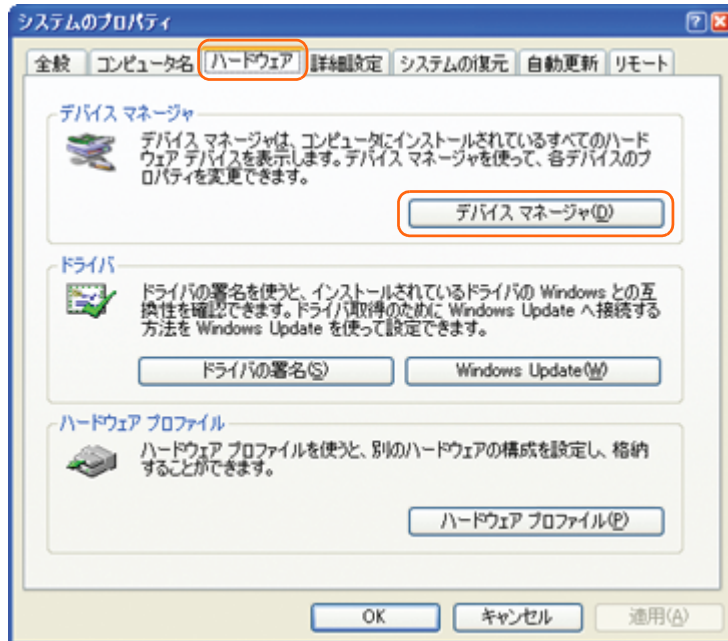 システムのプロパティ
全般 コンピュータ名 ハードウェア 詳細設定 システムの復元 自動更新 リモート
デバイス マネージャ
デバイス マネージャは、コンピュータにインストールされているすべてのハード
ウェア デバイスを表示します。デバイス マネージャを使って、各デバイスのプ
ロパティを変更できます。
デバイス マネージャ(D)
ドライバ
ドライバの署名を使うと、インストールされているドライバの Windows との互
換性を確認できます。ドライバ取得のために Windows Update へ接続する
方法を Windows Update を使って設定できます。
ドライバの署名(S) Windows Update(W)
ハードウェア プロファイル
ハードウェア プロファイルを使うと、別のハードウェアの構成を設定し、格納
することができます。
ハードウェア プロファイル(P)
OK キャンセル 適用(A)